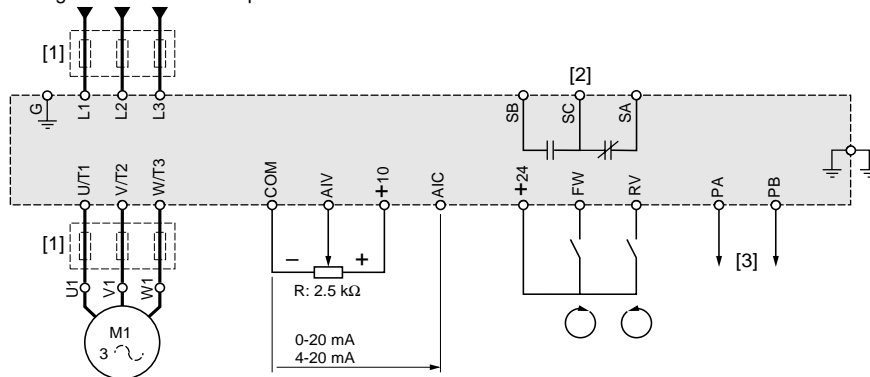 [1]
[2]
G
L1
L2
L3
SB
SC
SA
U/T1
V/T2
W/T3
COM
AIV
+10
AIC
+24
FW
RV
PA
PB
[1]
– +
[3]
R: 2.5 kΩ
U1
V1
W1
M1
3
0-20 mA
4-20 mA